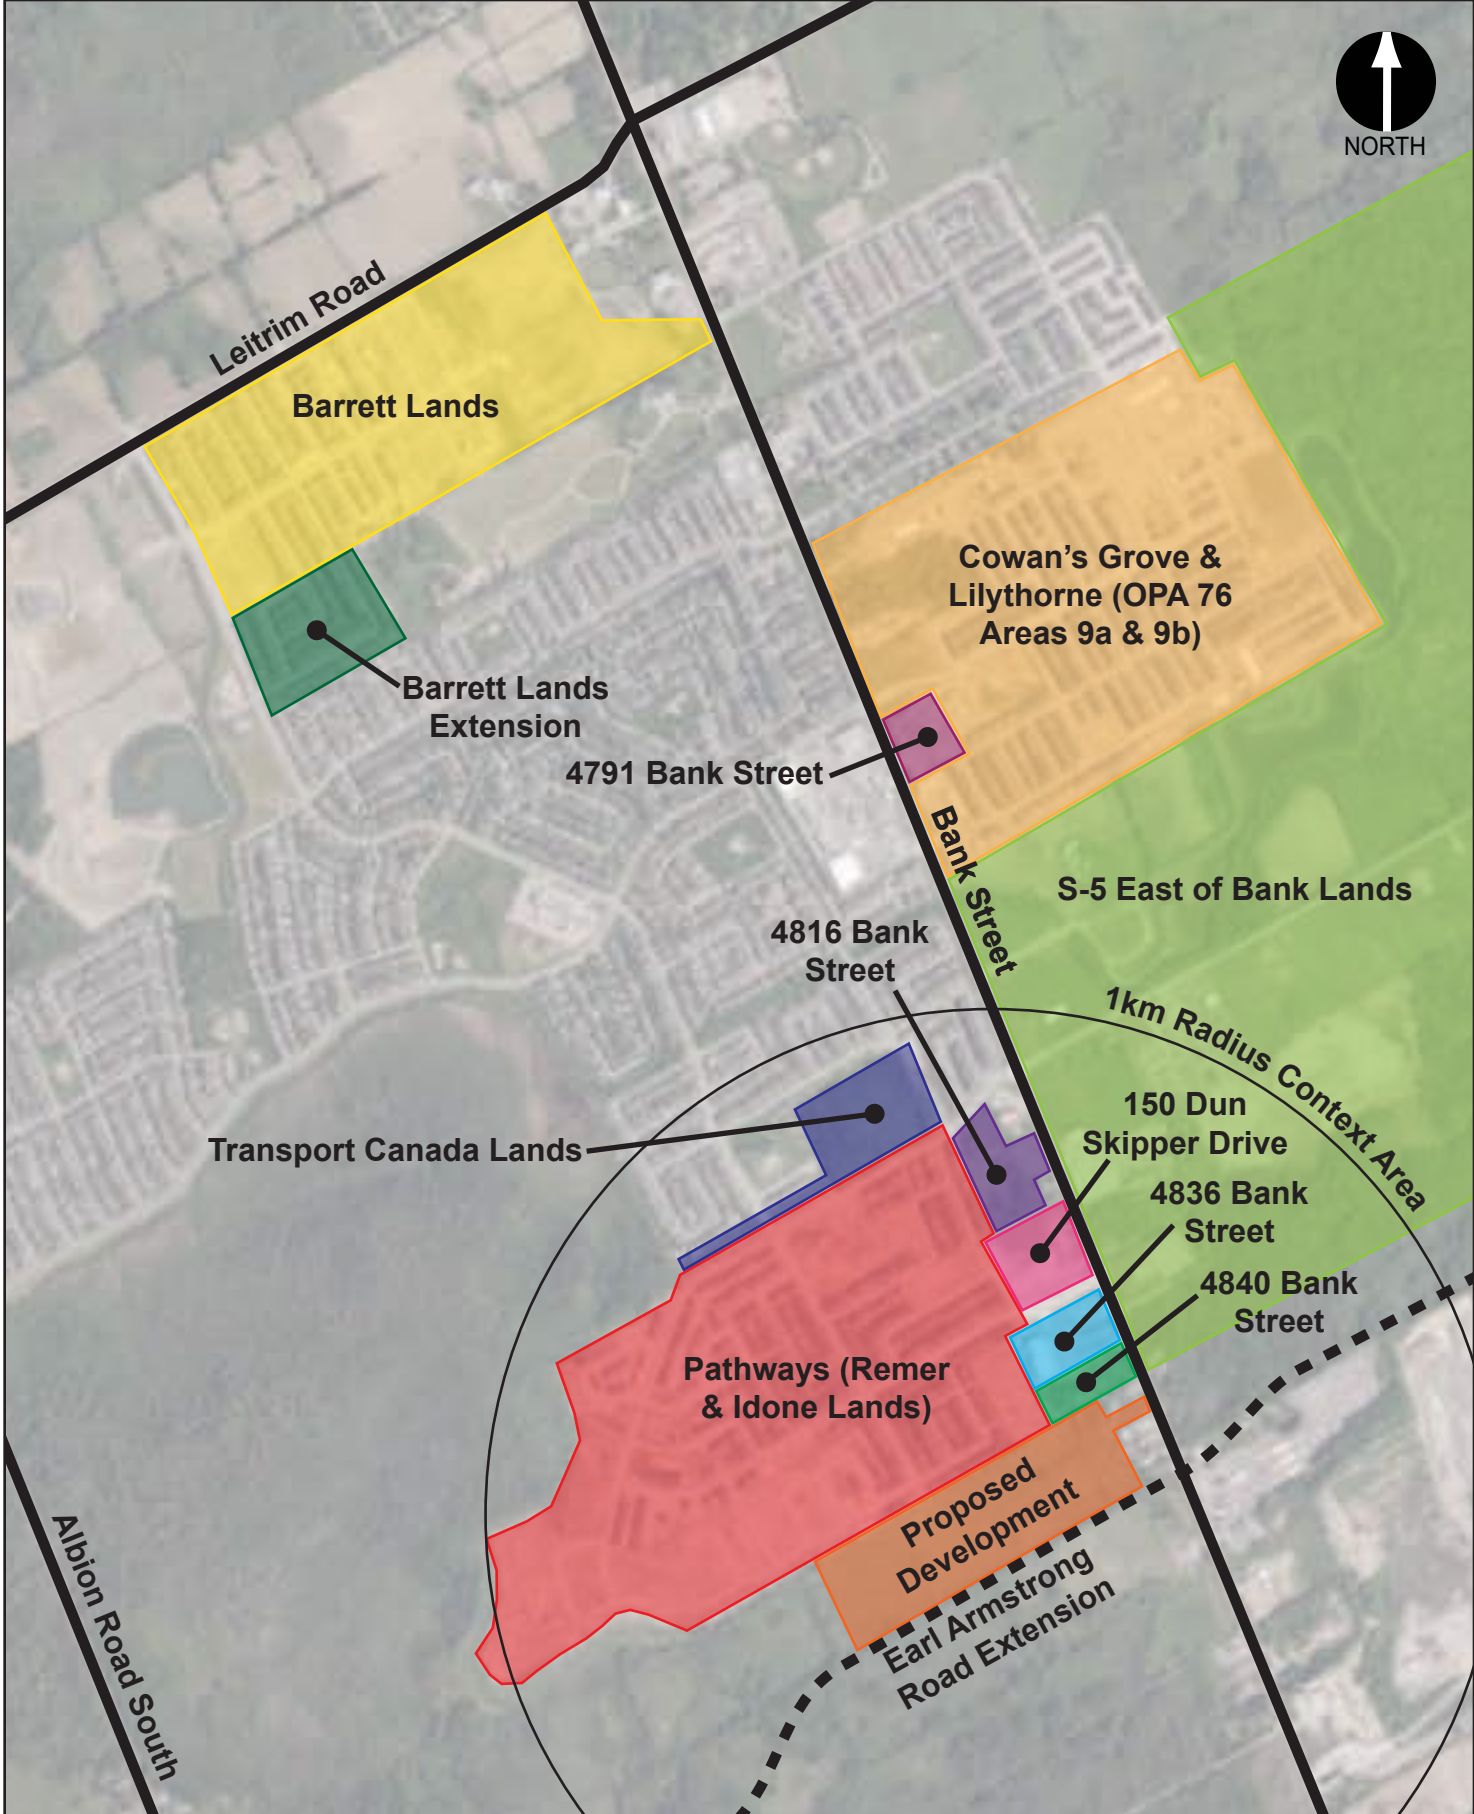 NORTH
Leitrim Road
Barrett Lands
Cowan's Grove &
Lilythorne (OPA 76
Areas 9a & 9b)
Barrett Lands
Extension
4791 Bank Street
Bank Street
S-5 East of Bank Lands
4816 Bank
Street
1km Radius Context Area
150 Dun
Skipper Drive
Transport Canada Lands
4836 Bank
Street
4840 Bank
Street
Pathways (Remer
& Idone Lands)
Proposed
Development
Earl Armstrong
Road Extension
Albion Road South